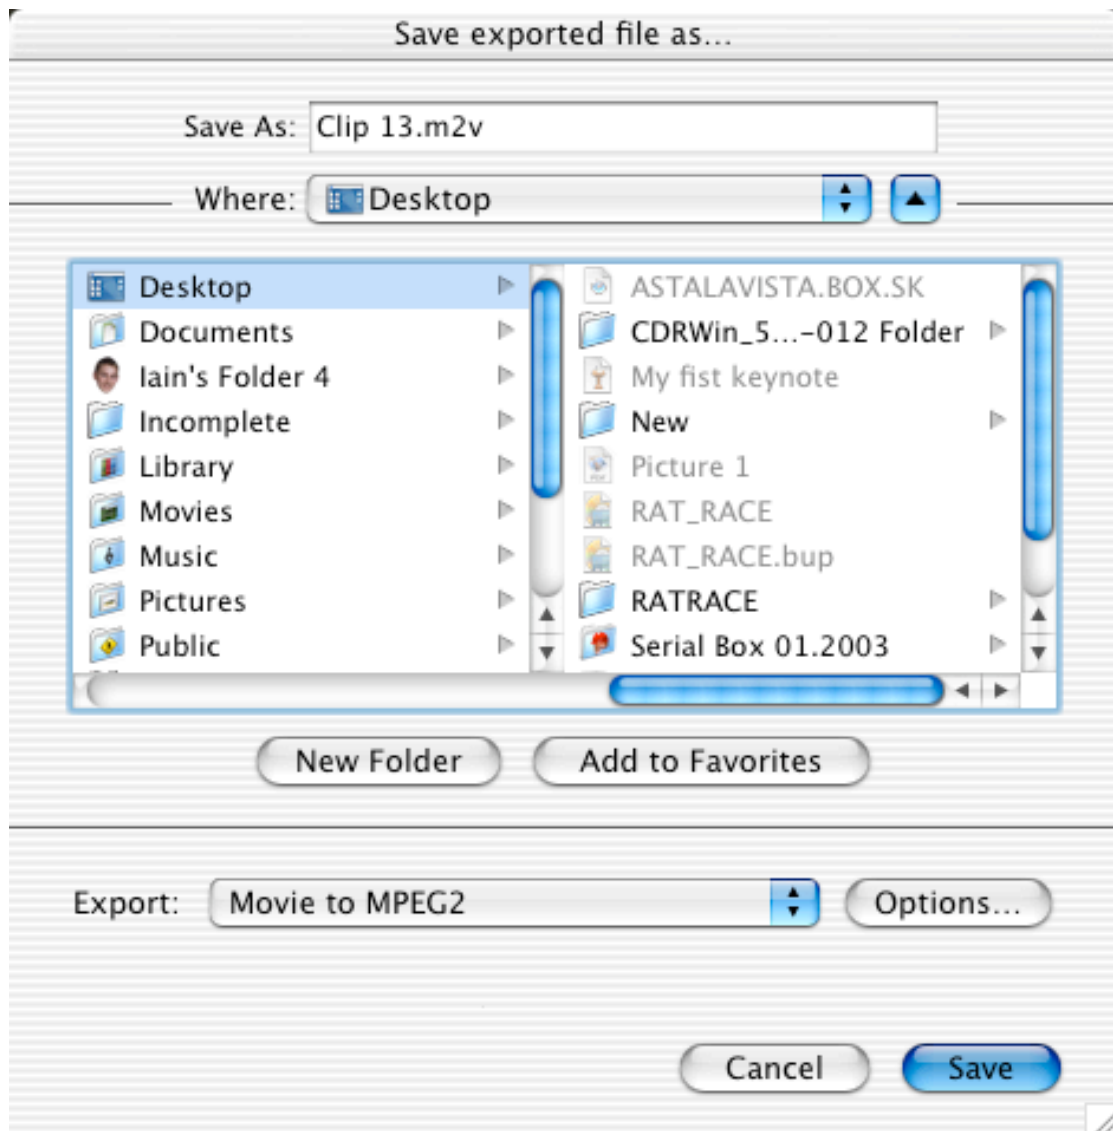 Save exported file as...
Save As: Clip 13.m2v
Where: Desktop
Desktop
Documents
Iain's Folder 4
Incomplete
Library
Movies
Music
Pictures
Public
ASTALAVISTA.BOX.SK
CDRWin_5...-012 Folder
My fist keynote
New
Picture 1
RAT_RACE
RAT_RACE.bup
RATRACE
Serial Box 01.2003
New Folder
Add to Favorites
Export: Movie to MPEG2
Options...
Cancel
Save